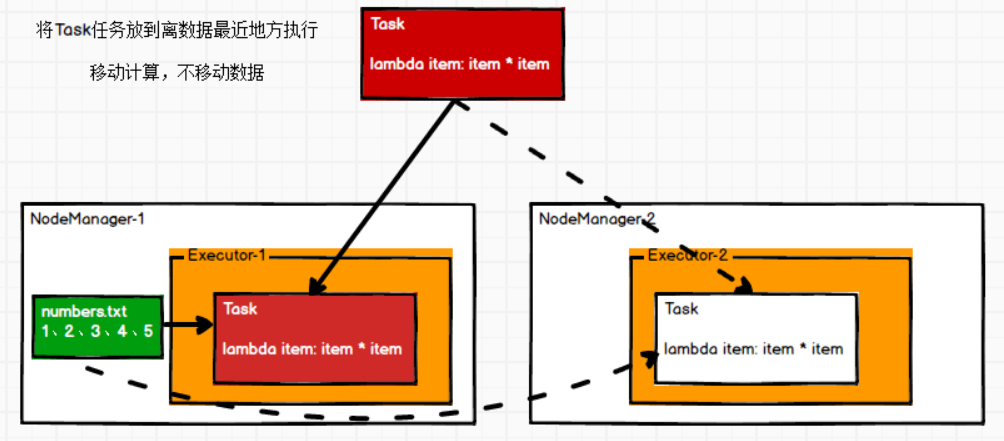 将Task任务放到离数据最近地方执行
移动计算，不移动数据
Task
lambda item: item * item
NodeManager-1
Executor-1
numbers.txt
1、2、3、4、5
Task
lambda item: item * item
NodeManager-2
Executor-2
Task
lambda item: item * item